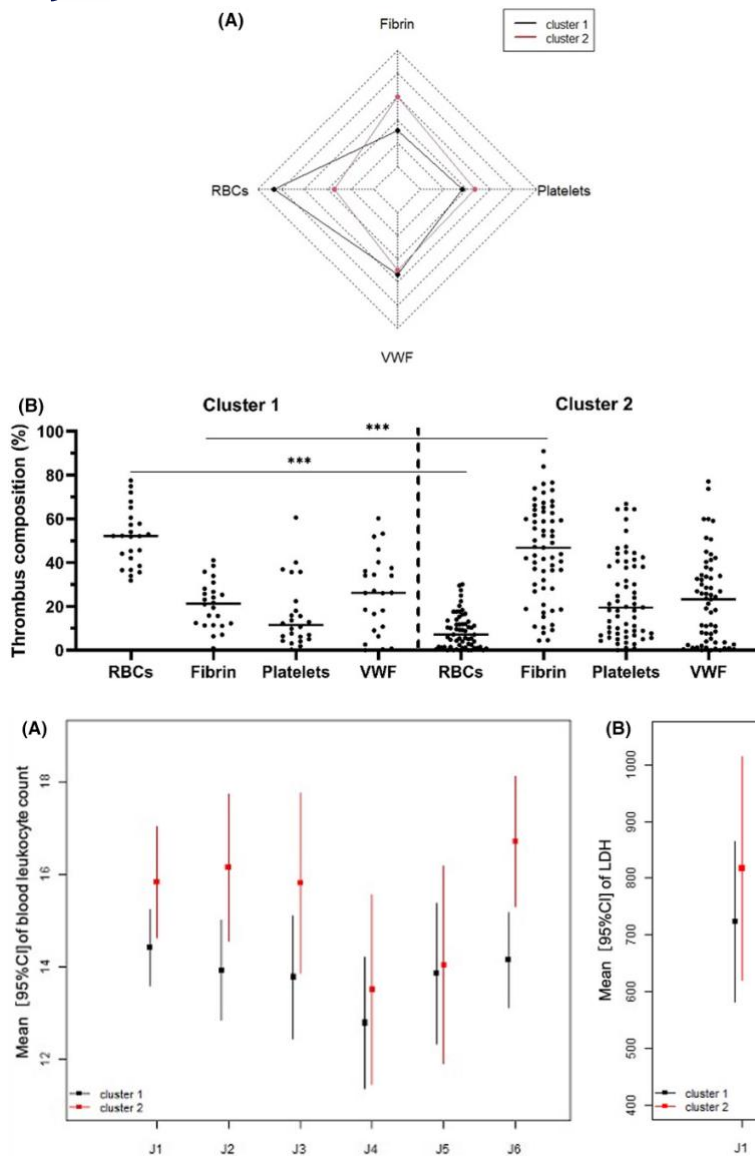 (A)
Fibrin
cluster 1
cluster 2
RBCs
Platelets
VWF
(B)
Cluster 1
Cluster 2
Thrombus composition (%)
100
80
60
40
20
0
***
***
RBCs Fibrin Platelets VWF RBCs Fibrin Platelets VWF
(A)
Mean [95%CI] of blood leukocyte count
18
16
14
12
cluster 1
cluster 2
J1 J2 J3 J4 J5 J6
(B)
Mean [95%CI] of LDH
1000
900
800
700
600
500
400
cluster 1
cluster 2
J1